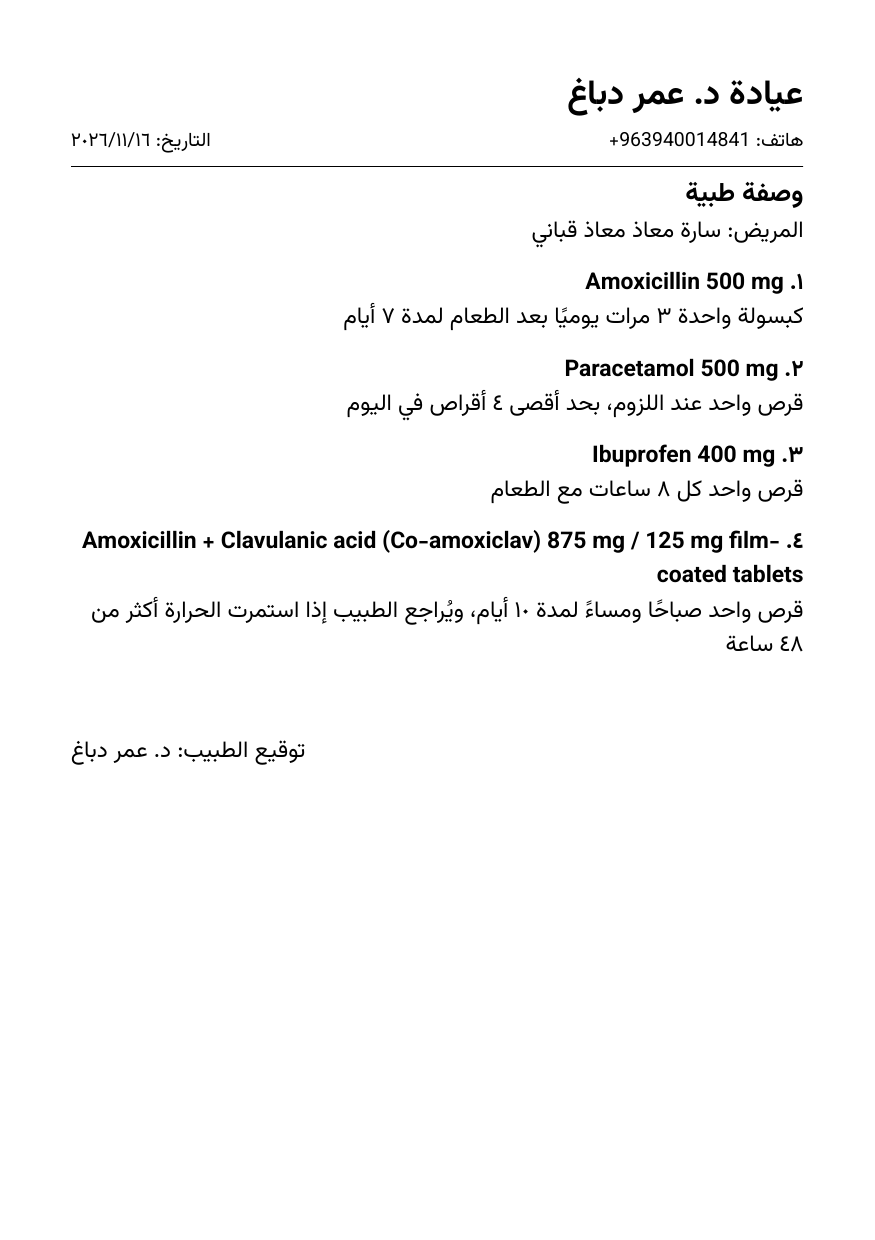 عيادة د. عمر دباغ
هاتف: 963940014841+
التاريخ: ٢٠٢٦/١١/١٦
وصفة طبية
المريض: سارة معاذ معاذ قباني
١. Amoxicillin 500 mg
كبسولة واحدة ٣ مرات يوميًا بعد الطعام لمدة ٧ أيام
٢. Paracetamol 500 mg
قرص واحد عند اللزوم، بحد أقصى ٤ أقراص في اليوم
٣. Ibuprofen 400 mg
قرص واحد كل ٨ ساعات مع الطعام
٤. Amoxicillin + Clavulanic acid (Co-amoxiclav) 875 mg / 125 mg film-
coated tablets
قرص واحد صباحًا ومساءً لمدة ١٠ أيام، ويُراجع الطبيب إذا استمرت الحرارة أكثر من
٤٨ ساعة
توقيع الطبيب: د. عمر دباغ